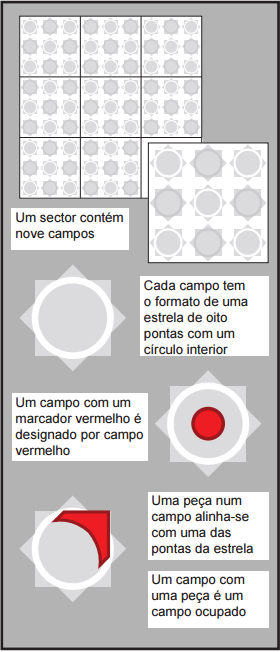 Um sector contém
nove campos
Cada campo tem
o formato de uma
estrela de oito
pontas com um
círculo interior
Um campo com um
marcador vermelho é
designado por campo
vermelho
Uma peça num
campo alinha-se
com uma das
pontas da estrela
Um campo com
uma peça é um
campo ocupado